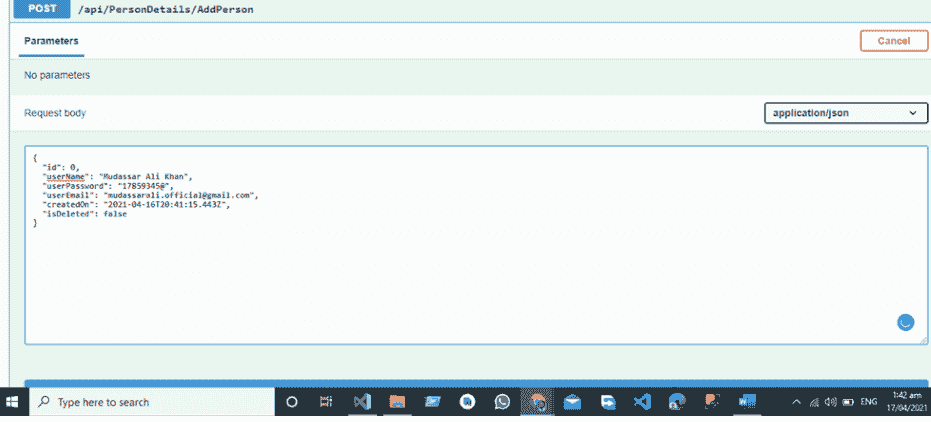 POST /api/PersonDetails/AddPerson
Parameters
Cancel
No parameters
Request body
application/json
{
"id": 0,
"userName": "Mudassar Ali Khan",
"userPassword": "17859345@",
"userEmail": "mudassarali.official@gmail.com",
"createdOn": "2021-04-16T20:41:15.443Z",
"isDeleted": false
}
Type here to search
ENG
1:42 am
17/04/2021